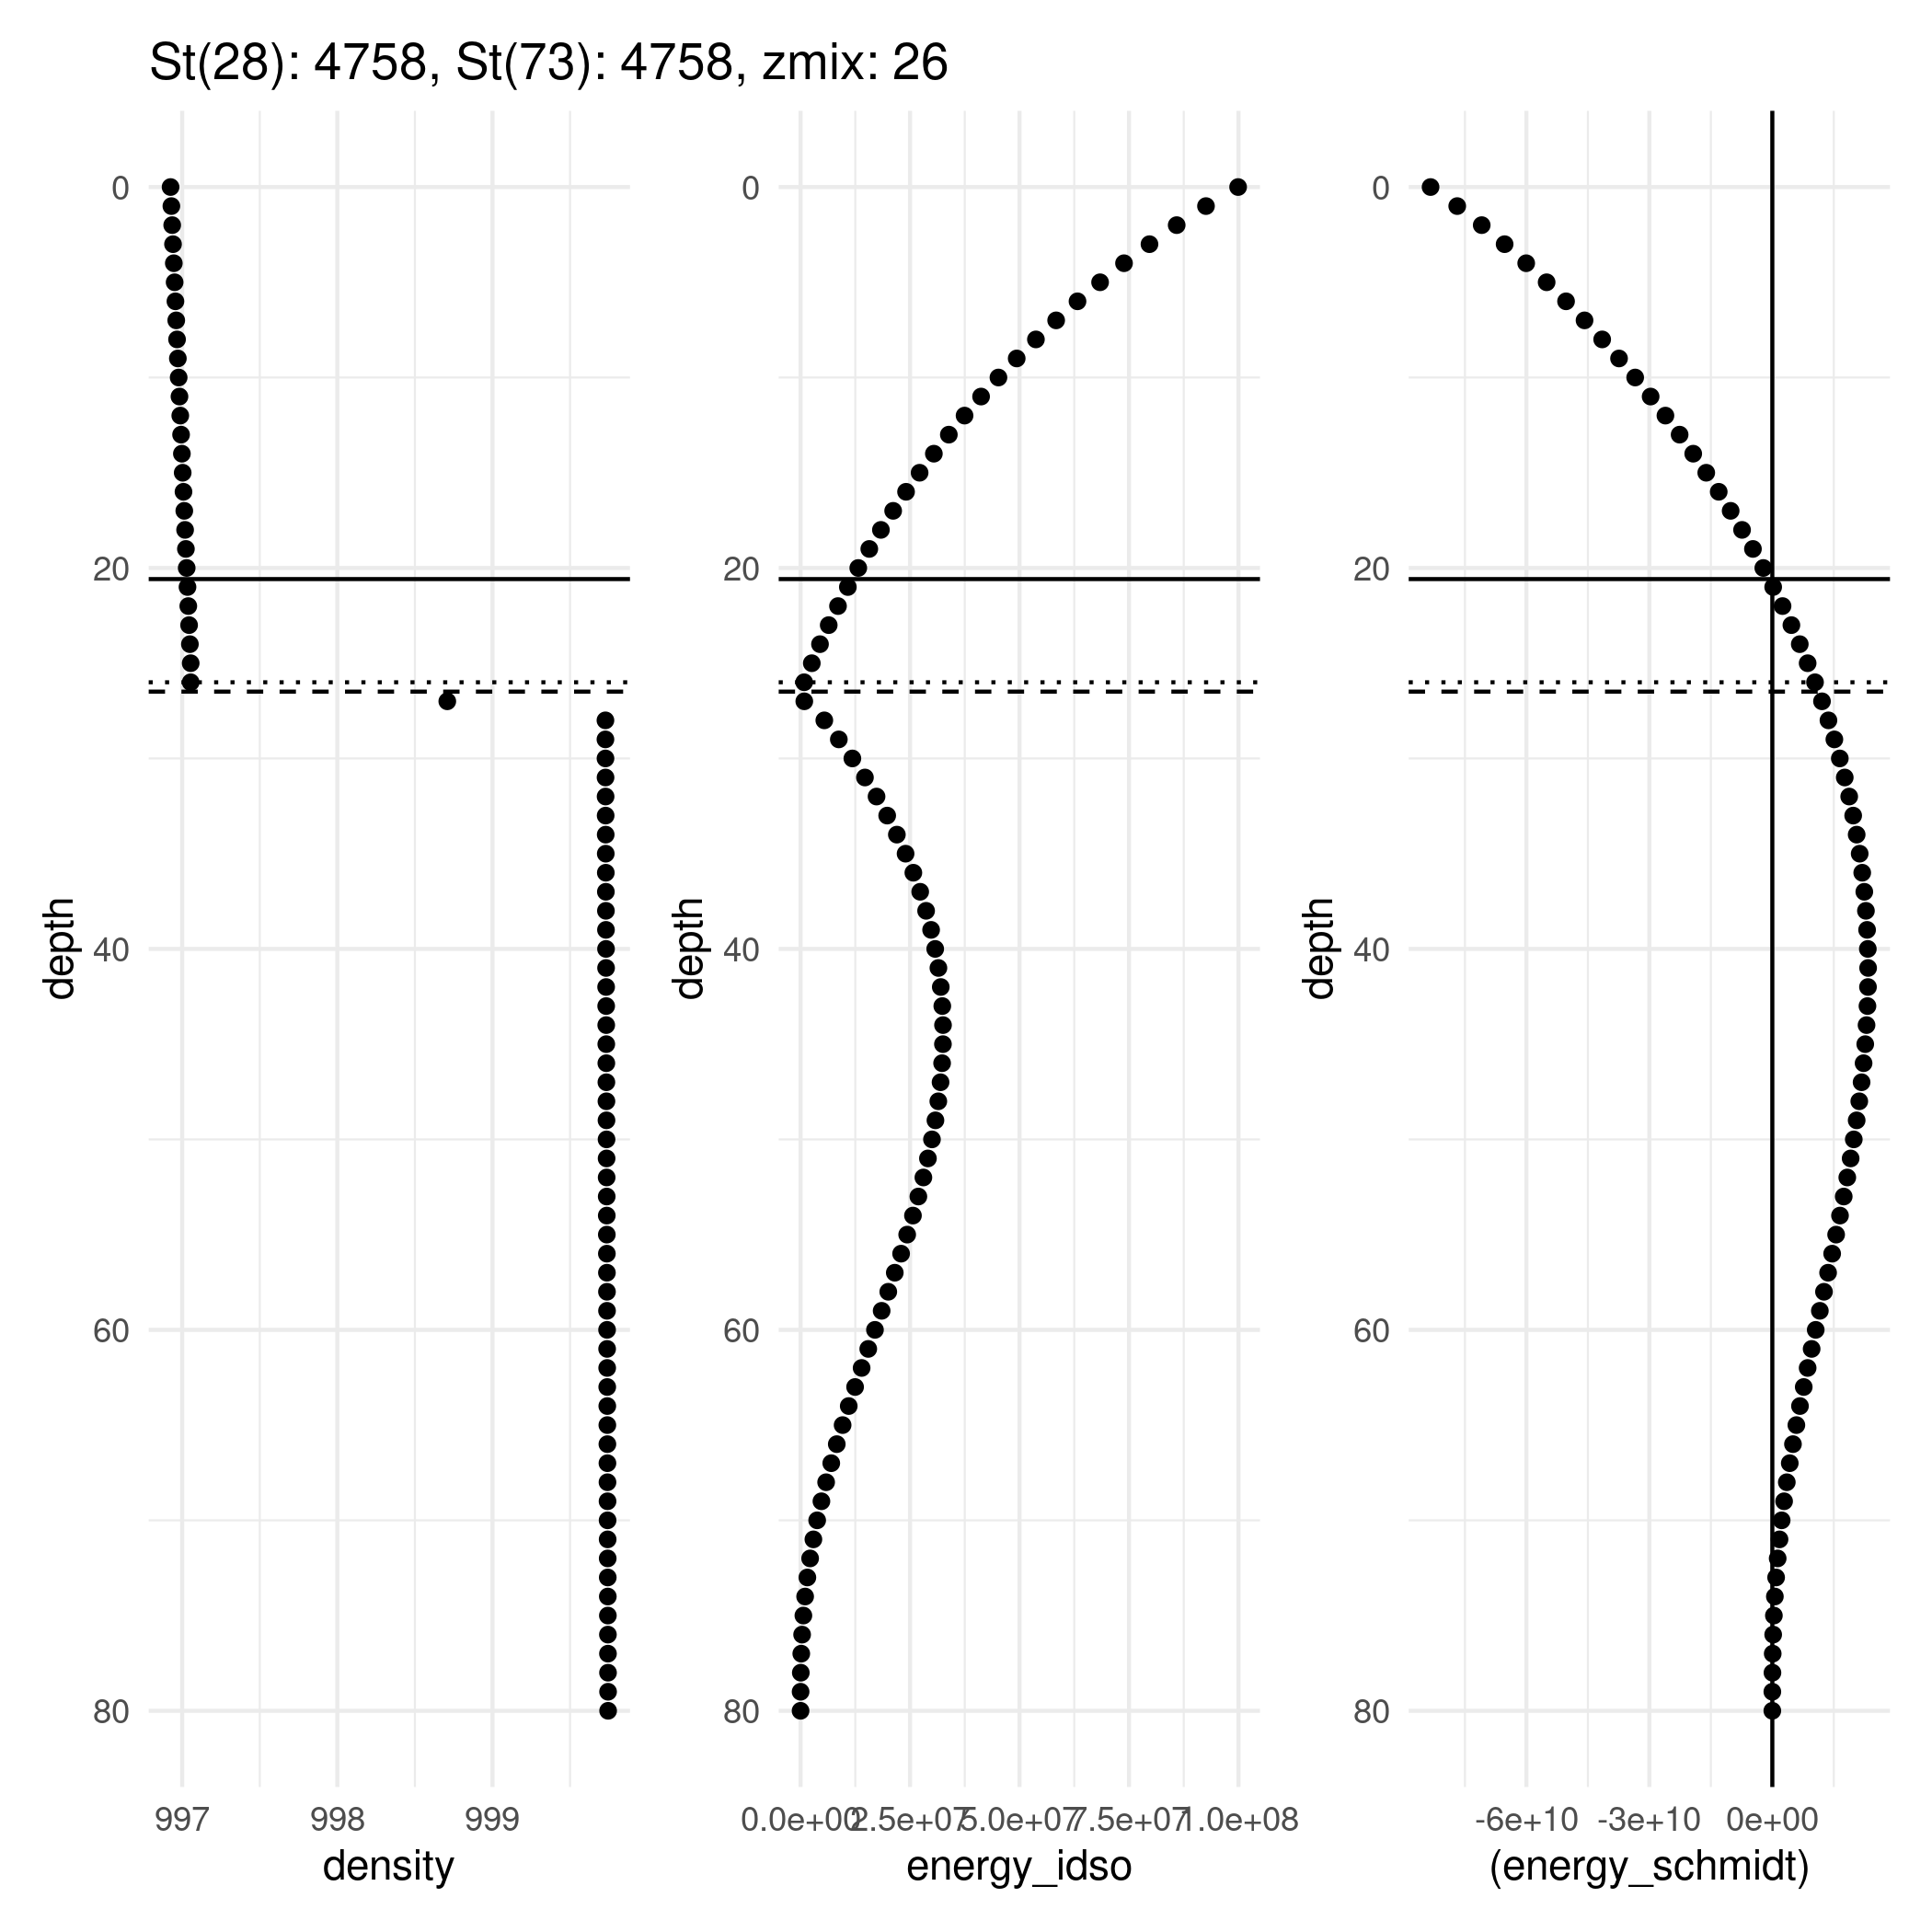 St(28): 4758, St(73): 4758, zmix: 26
0
20
40
60
80
depth
997
998
999
density
0
20
40
60
80
depth
0.0e+00
2.5e+07
5.0e+07
7.5e+07
1.0e+08
energy_idso
0
20
40
60
80
depth
-6e+10
-3e+10
0e+00
(energy_schmidt)